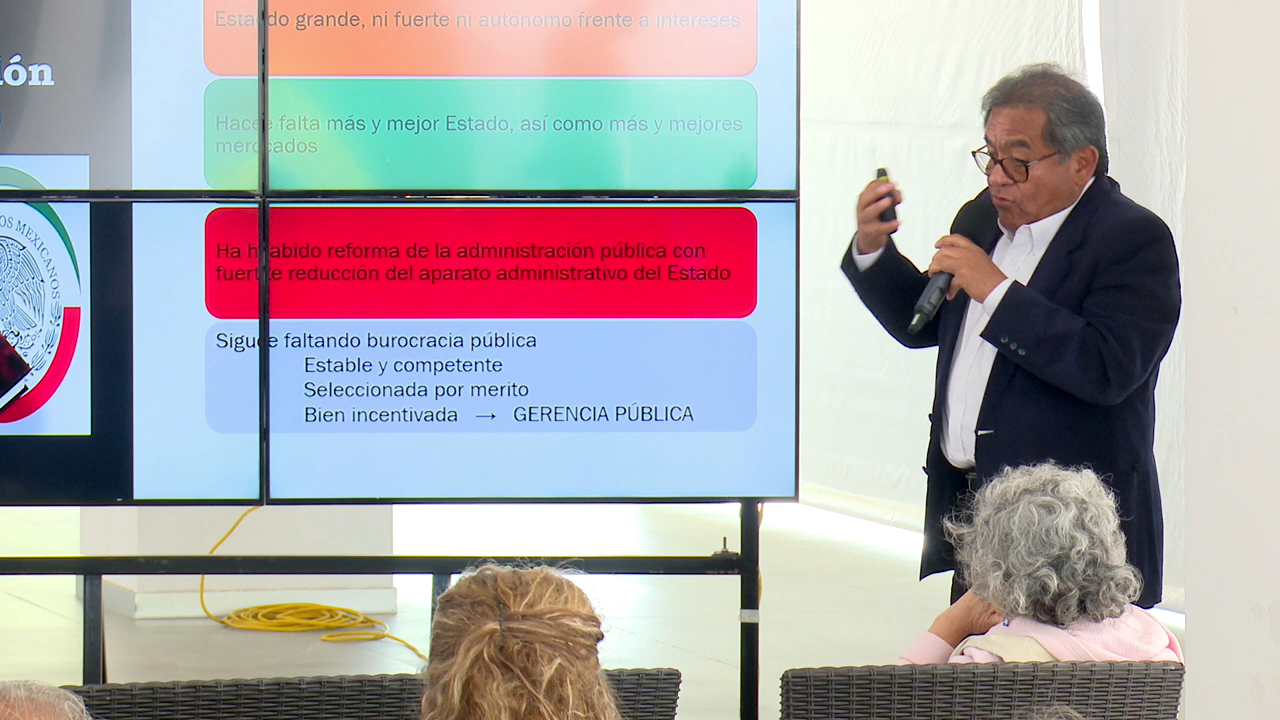 ión
Estado grande, ni fuerte ni autónomo frente a intereses
Hace falta más y mejor Estado, así como más y mejores
mercados
OS MEXICANOS
Ha habido reforma de la administración pública con
fuerte reducción del aparato administrativo del Estado
Sigue faltando burocracia pública
Estable y competente
Seleccionada por merito
Bien incentivada → GERENCIA PÚBLICA